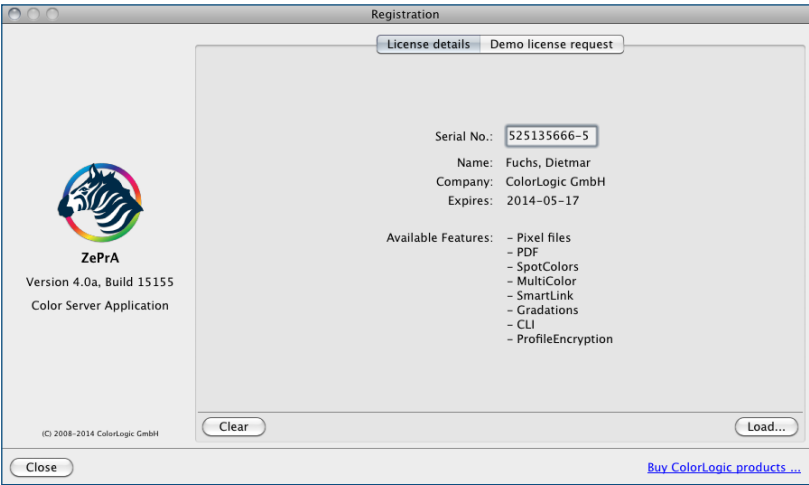 Registration
License details
Demo license request
Serial No.: 525135666-5
Name: Fuchs, Dietmar
Company: ColorLogic GmbH
Expires: 2014-05-17
Available Features: - Pixel files
- PDF
- SpotColors
- MultiColor
- SmartLink
- Gradations
- CLI
- ProfileEncryption
ZePrA
Version 4.0a, Build 15155
Color Server Application
(C) 2008-2014 ColorLogic GmbH
Clear
Load...
Close
Buy ColorLogic products ...